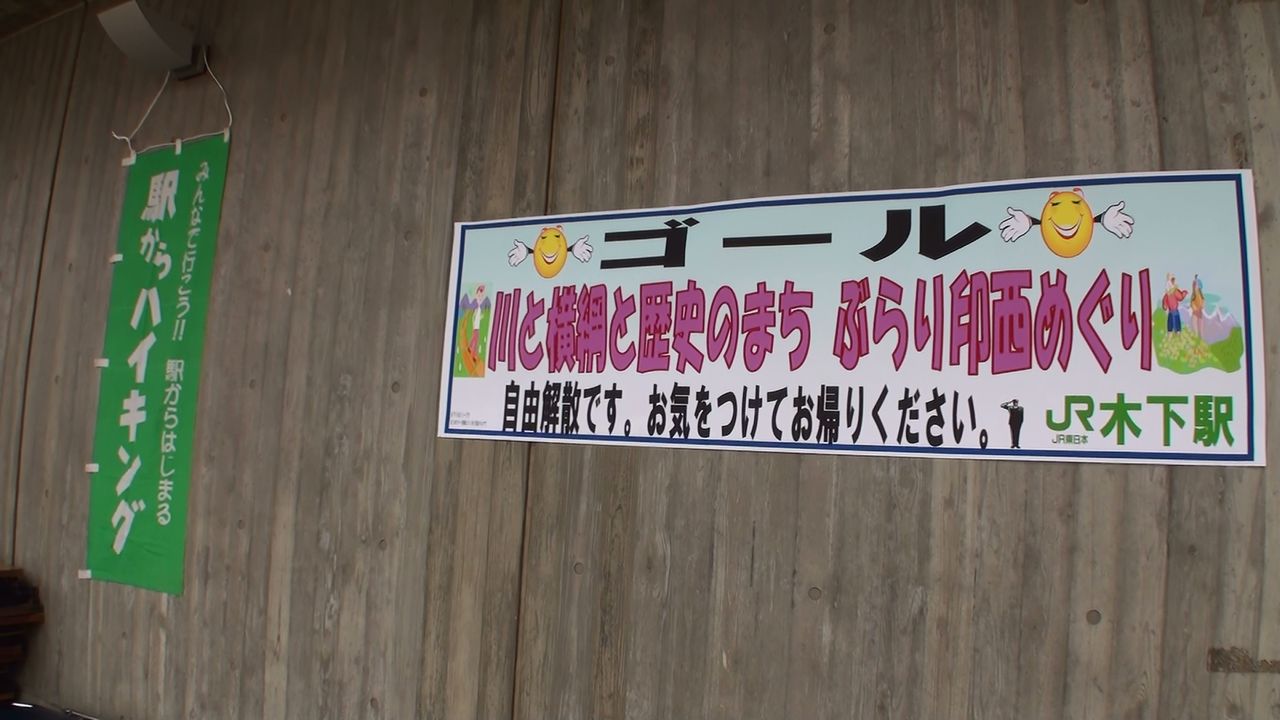 みんなで行こう!! 駅からはじまる
駅からハイキング
ゴール
川と横綱と歴史のまち ぶらり印西めぐり
自由解散です。お気をつけてお帰りください。
JR木下駅
JR東日本